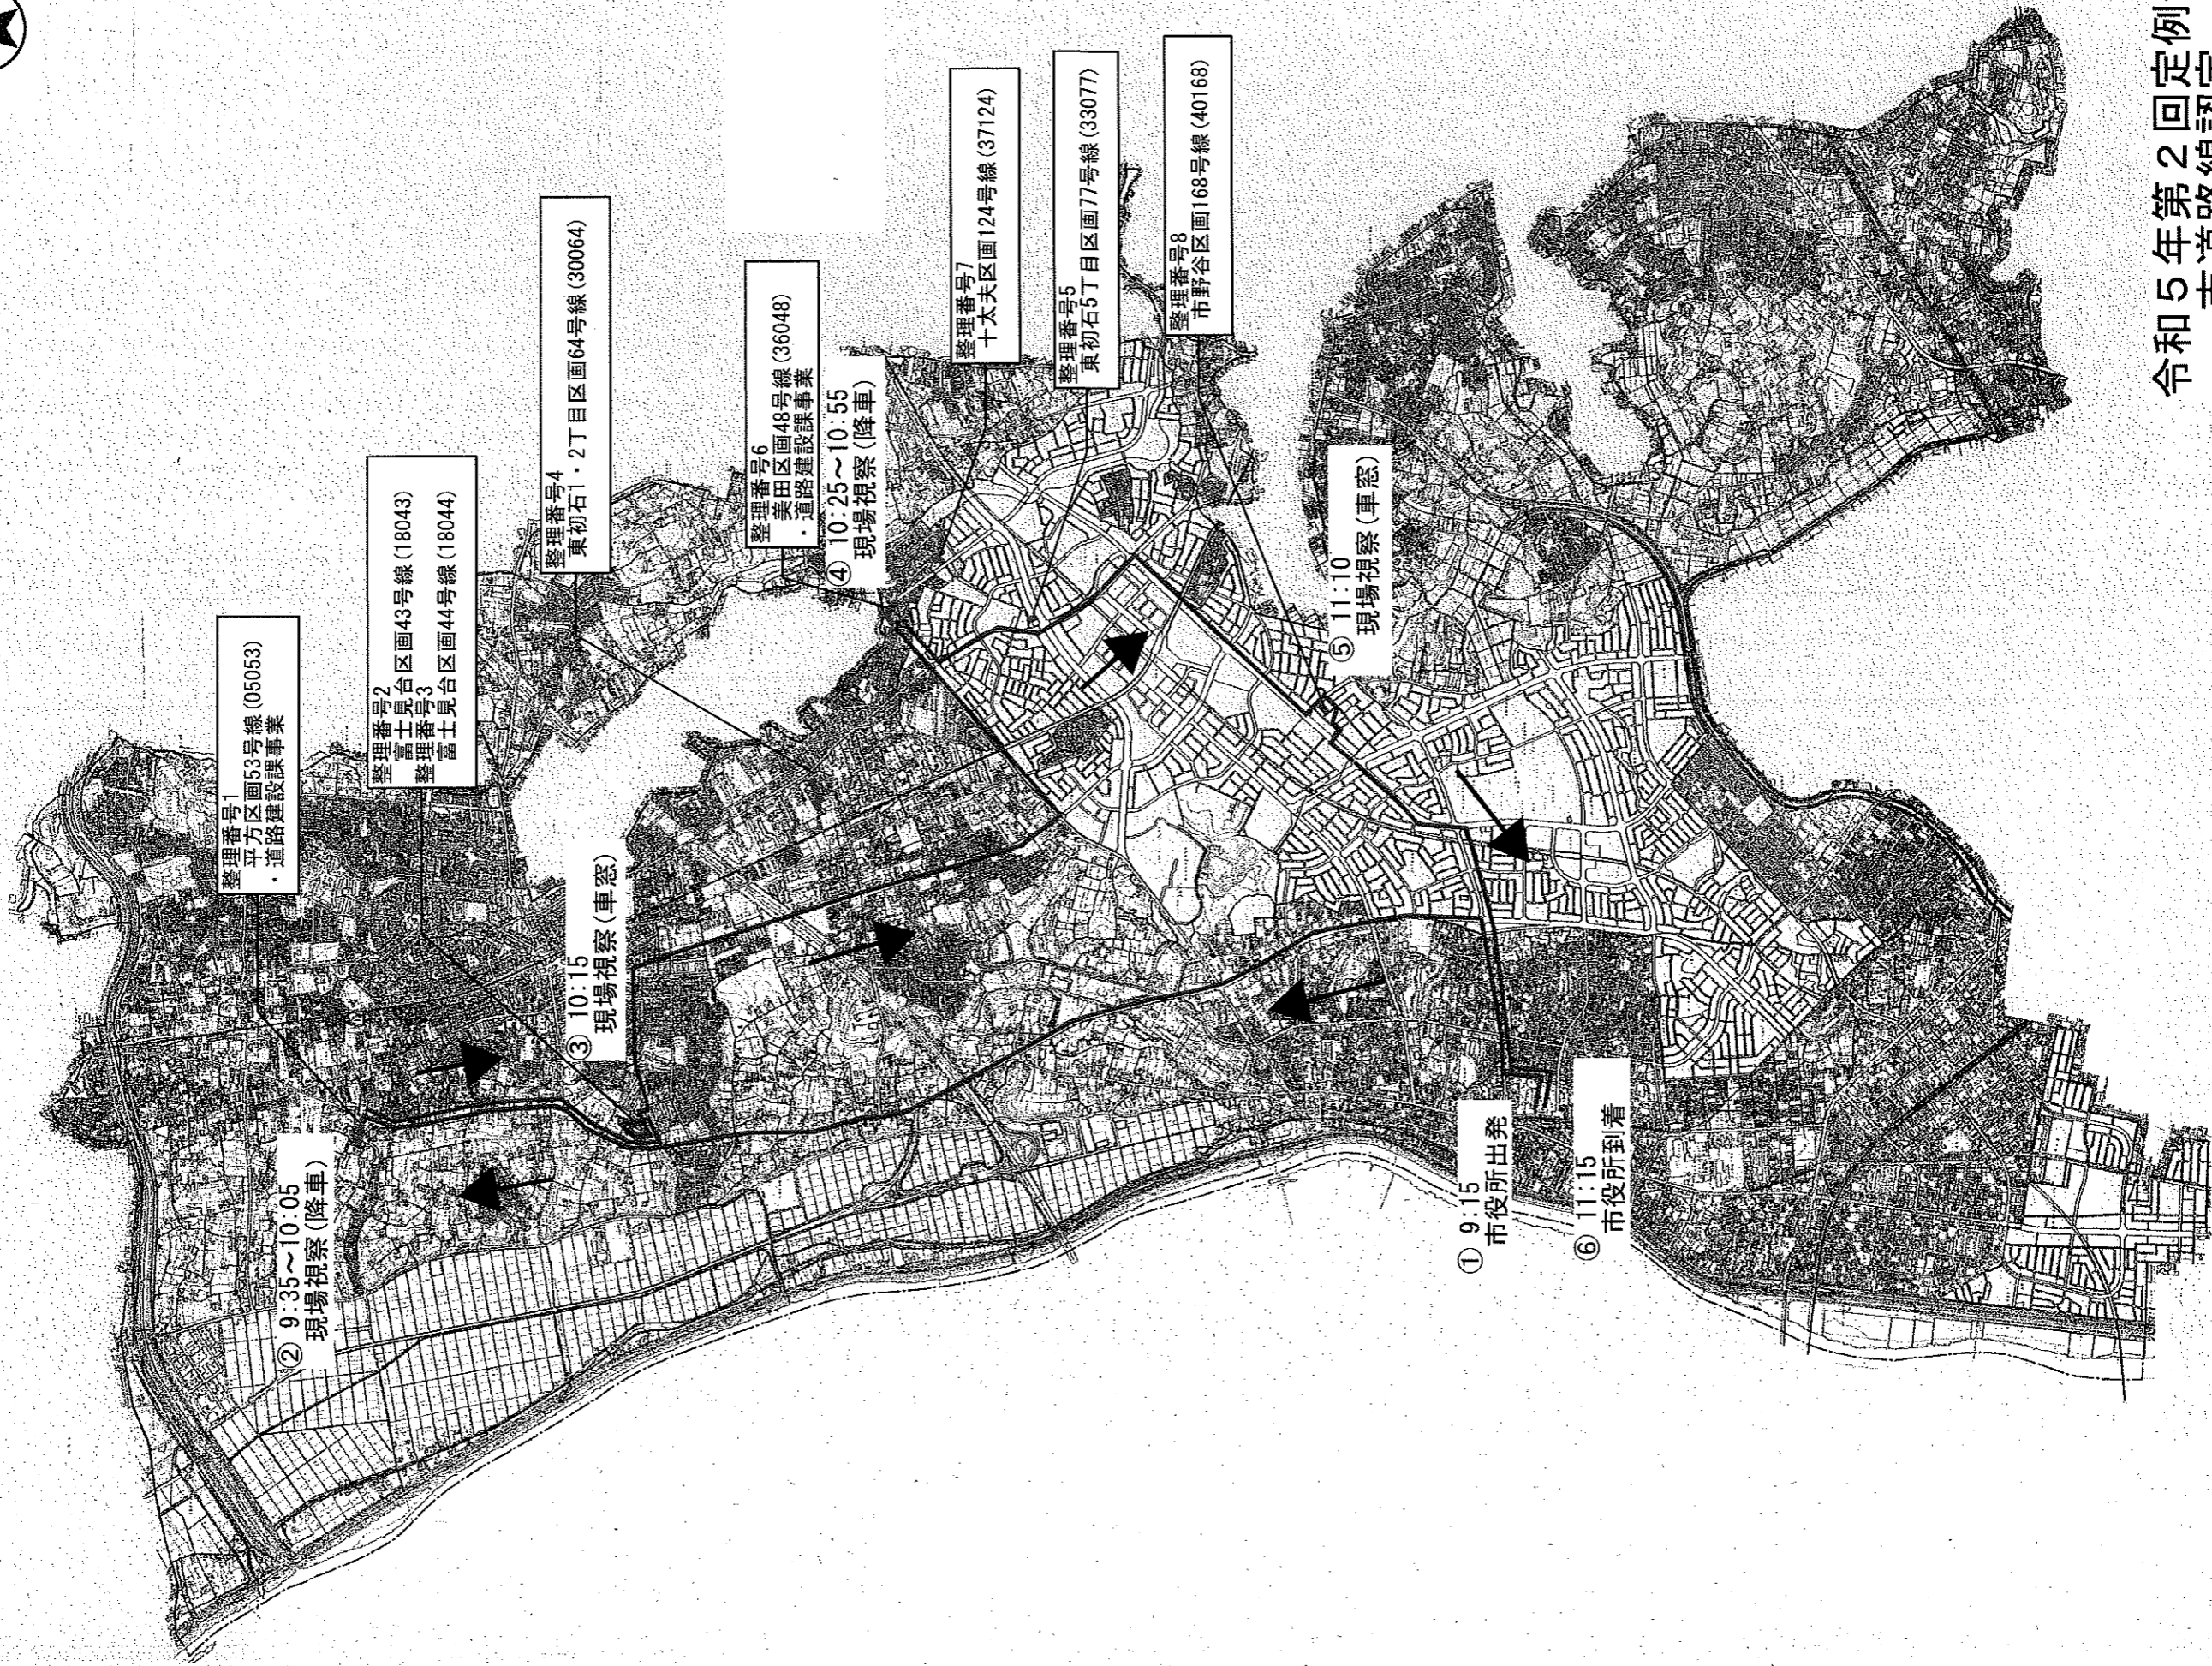 整理番号1
平方区画53号線(05053)
・道路建設課事業
整理番号2
富士見台区画43号線(18043)
整理番号3
富士見台区画44号線(18044)
整理番号4
東初石1・2丁目区画64号線(30064)
整理番号6
美田区画48号線(36048)
・道路建設課事業
整理番号7
十太夫区画124号線(37124)
整理番号5
東初石5丁目区画77号線(33077)
整理番号8
市野谷区画168号線(40168)
① 9:15
市役所出発
② 9:35~10:05
現場視察(降車)
③ 10:15
現場視察(車窓)
④ 10:25~10:55
現場視察(降車)
⑤ 11:10
現場視察(車窓)
⑥ 11:15
市役所到着
令和5年第2回定例
市道路線認定